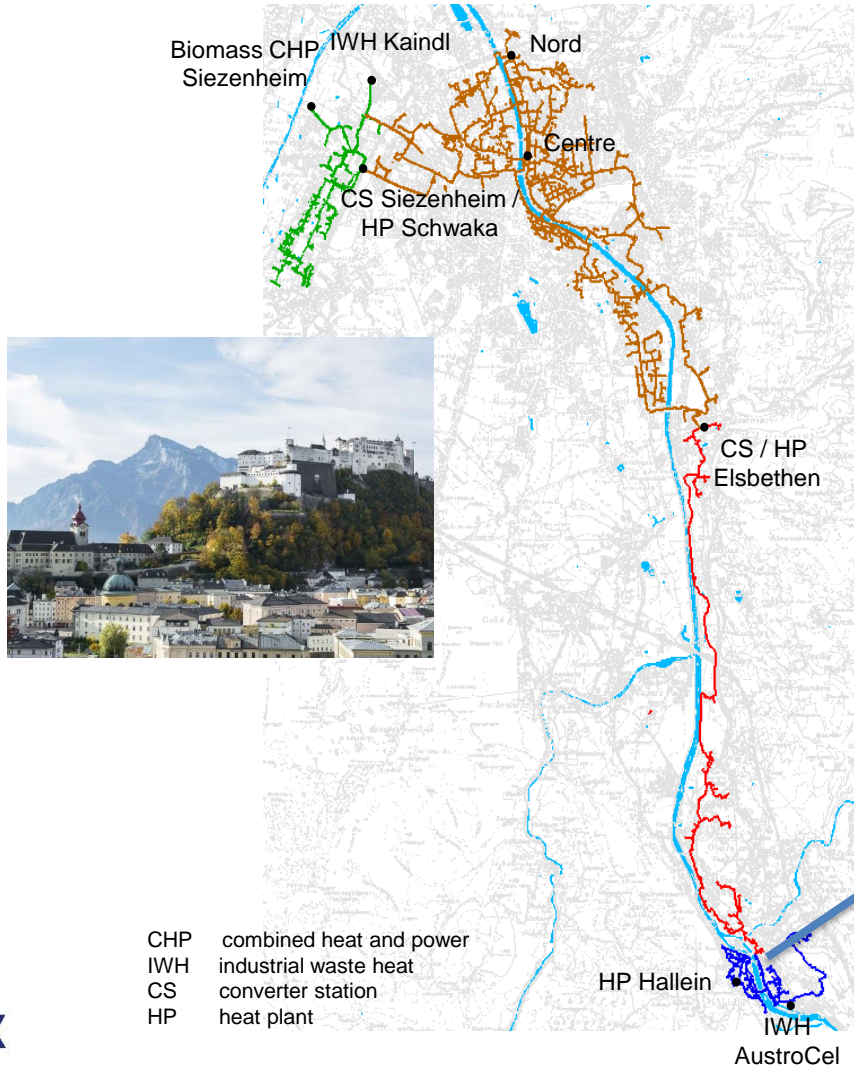 IWH Kaindl
Nord
Biomass CHP
Siezenheim
Centre
CS Siezenheim /
HP Schwaka
CS / HP
Elsbethen
CHP combined heat and power
IWH industrial waste heat
CS converter station
HP heat plant
HP Hallein
IWH
AustroCel